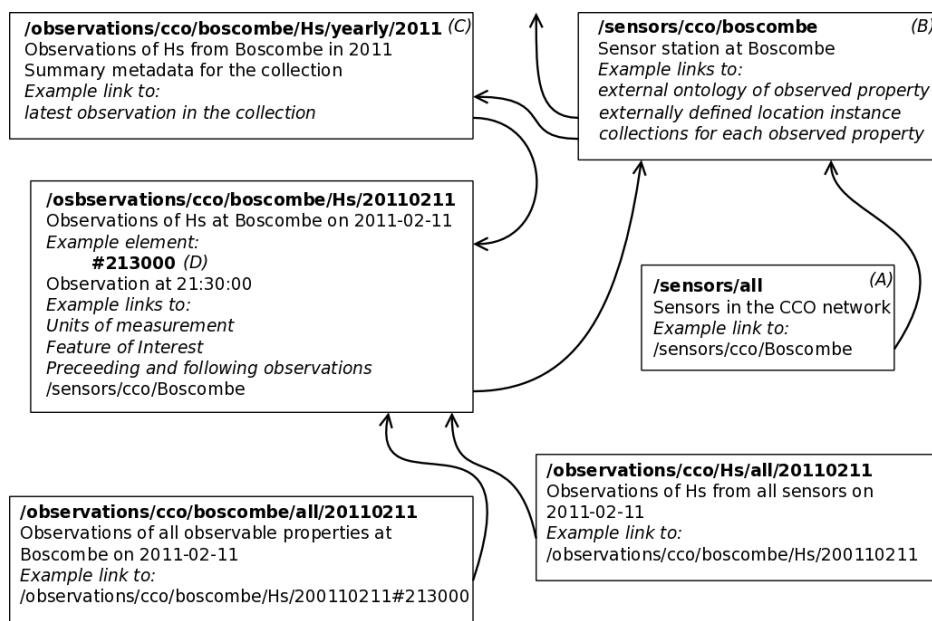 /observations/cco/boscombe/Hs/yearly/2011 (C)
Observations of Hs from Boscombe in 2011
Summary metadata for the collection
Example link to:
latest observation in the collection
/sensors/cco/boscombe (B)
Sensor station at Boscombe
Example links to:
external ontology of observed property
externally defined location instance
collections for each observed property
/osbservations/cco/boscombe/Hs/20110211
Observations of Hs at Boscombe on 2011-02-11
Example element:
#213000 (D)
Observation at 21:30:00
Example links to:
Units of measurement
Feature of Interest
Preceeding and following observations
/sensors/cco/Boscombe
/sensors/all (A)
Sensors in the CCO network
Example link to:
/sensors/cco/Boscombe
/observations/cco/boscombe/all/20110211
Observations of all observable properties at
Boscombe on 2011-02-11
Example link to:
/observations/cco/boscombe/Hs/200110211#213000
/observations/cco/Hs/all/20110211
Observations of Hs from all sensors on
2011-02-11
Example link to:
/observations/cco/boscombe/Hs/200110211